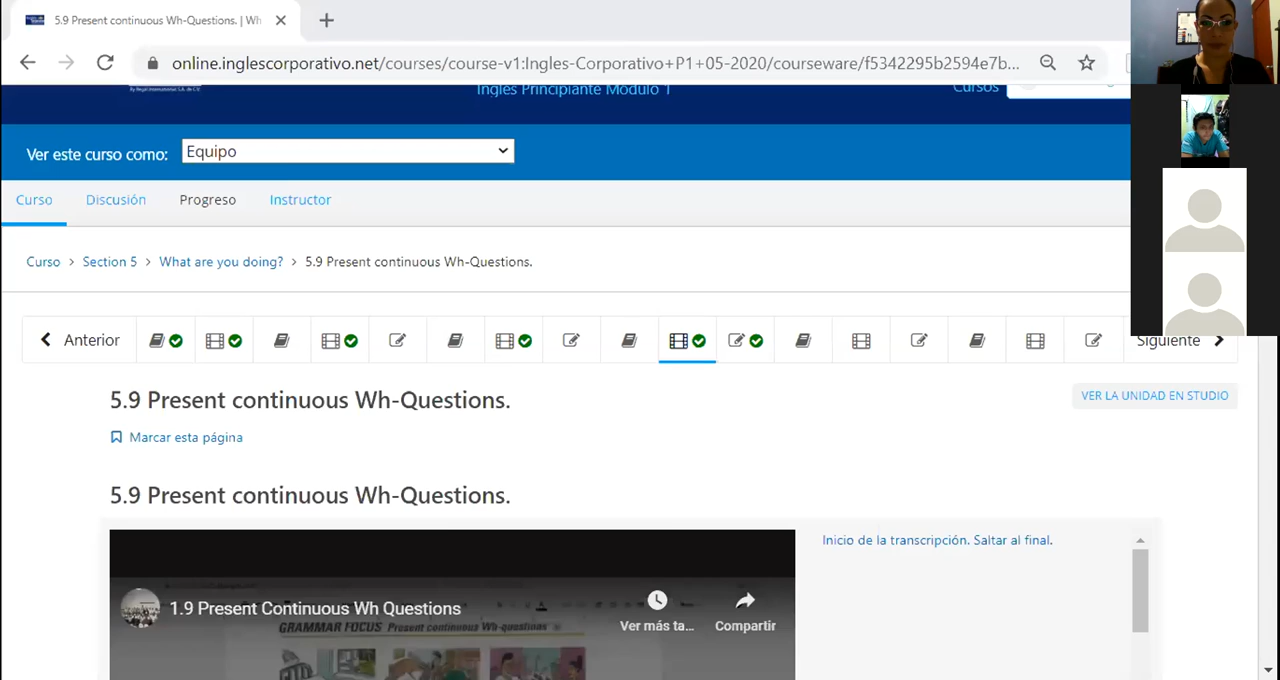 5.9 Present continuous Wh-Questions. | Wh
online.inglescorporativo.net/courses/course-v1:Ingles-Corporativo+P1+05-2020/courseware/f5342295b2594e7b...
Ingles Principiante Modulo 1
Cursos
Ver este curso como:
Equipo
Curso
Discusión
Progreso
Instructor
Curso > Section 5 > What are you doing? > 5.9 Present continuous Wh-Questions.
Anterior
Siguiente
5.9 Present continuous Wh-Questions.
VER LA UNIDAD EN STUDIO
Marcar esta página
5.9 Present continuous Wh-Questions.
Inicio de la transcripción. Saltar al final.
1.9 Present Continuous Wh Questions
Ver más ta...
Compartir
GRAMMAR FOCUS Present continuous Wh-questions